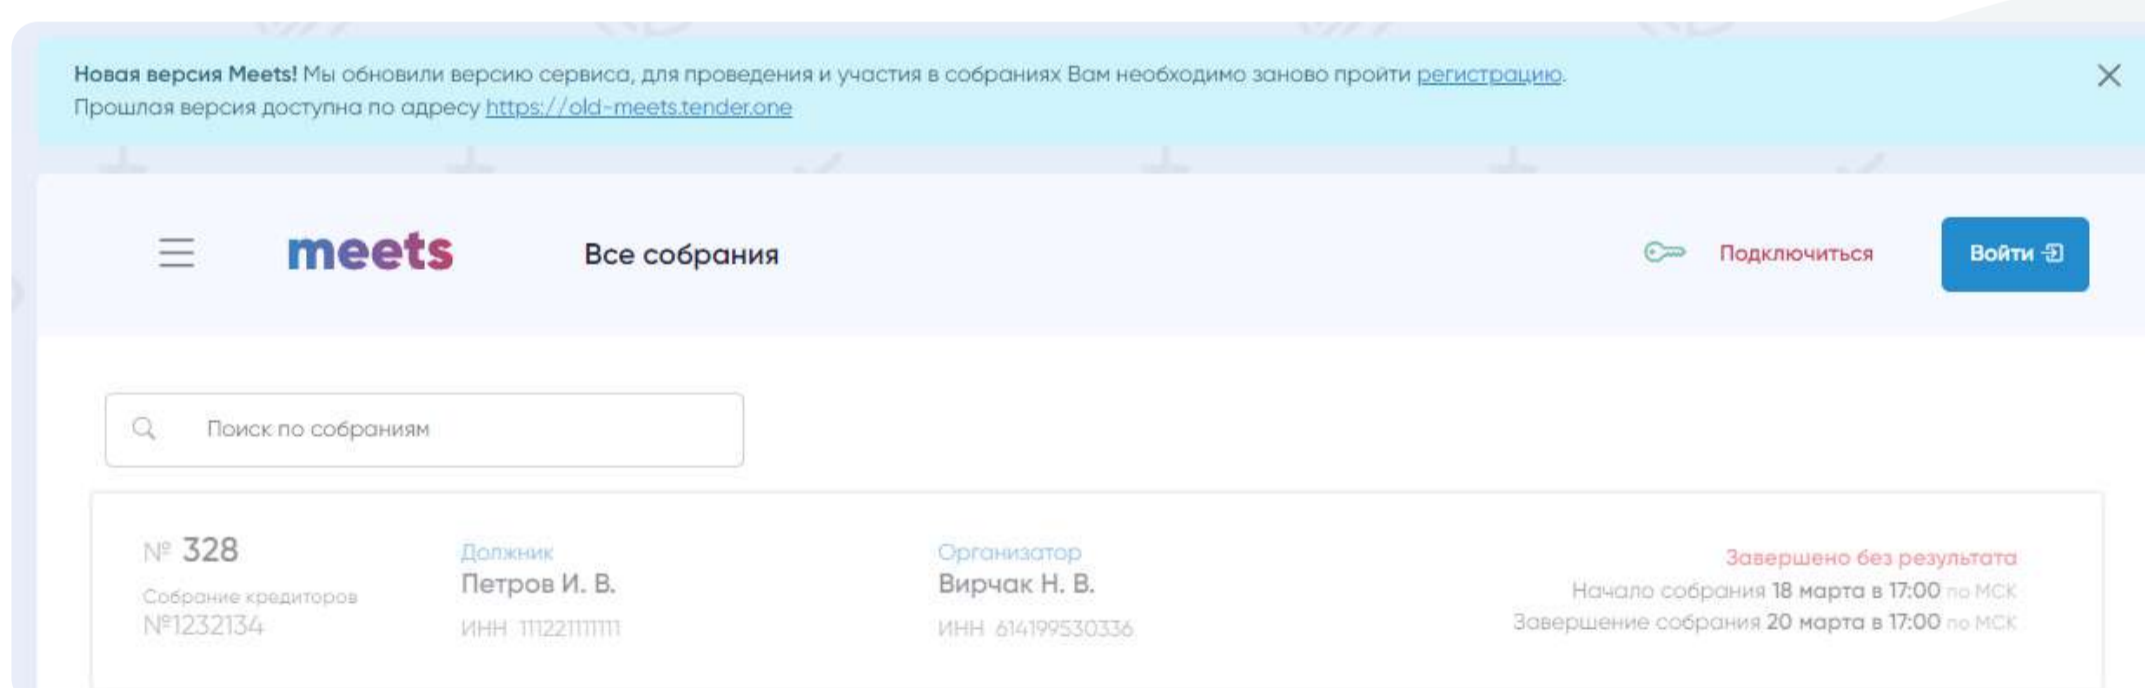 Новая версия Meets! Мы обновили версию сервиса, для проведения и участия в собраниях Вам необходимо заново пройти регистрацию.
Прошлая версия доступна по адресу https://old-meets.tender.one
meets
Все собрания
Подключиться
Войти
Поиск по собраниям
№ 328
Собрание кредиторов
№1232134
Должник
Петров И. В.
ИНН 111221111111
Организатор
Вирчак Н. В.
ИНН 614199530336
Завершено без результата
Начало собрания 18 марта в 17:00 по МСК
Завершение собрания 20 марта в 17:00 по МСК